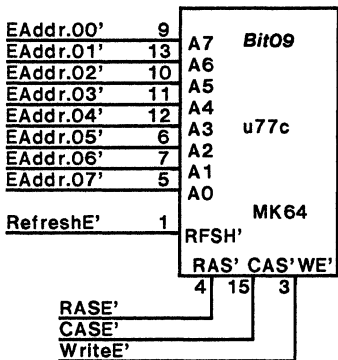 EAddr.00' 9 A7 Bit09
EAddr.01' 13 A6
EAddr.02' 10 A5
EAddr.03' 11 A4
EAddr.04' 12 A3 u77c
EAddr.05' 6 A2
EAddr.06' 7 A1
EAddr.07' 5 A0
MK64
RefreshE' 1 RFSH'
RAS' CAS' WE'
4 15 3
RASE'
CASE'
WriteE'